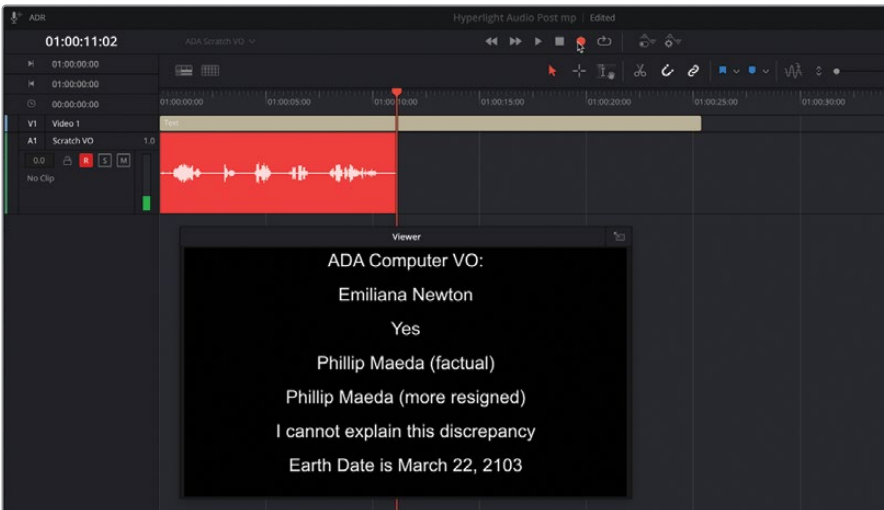 ADR
Hyperlight Audio Post mp | Edited
01:00:11:02
ADA Scratch VO
01:00:00:00
01:00:00:00
00:00:00:00
01:00:00:00 01:00:05:00 01:00:10:00 01:00:15:00 01:00:20:00 01:00:25:00 01:00:30:00
V1 Video 1
Text
A1 Scratch VO 1.0
0.0 R S M
No Clip
Viewer
ADA Computer VO:
Emiliana Newton
Yes
Phillip Maeda (factual)
Phillip Maeda (more resigned)
I cannot explain this discrepancy
Earth Date is March 22, 2103